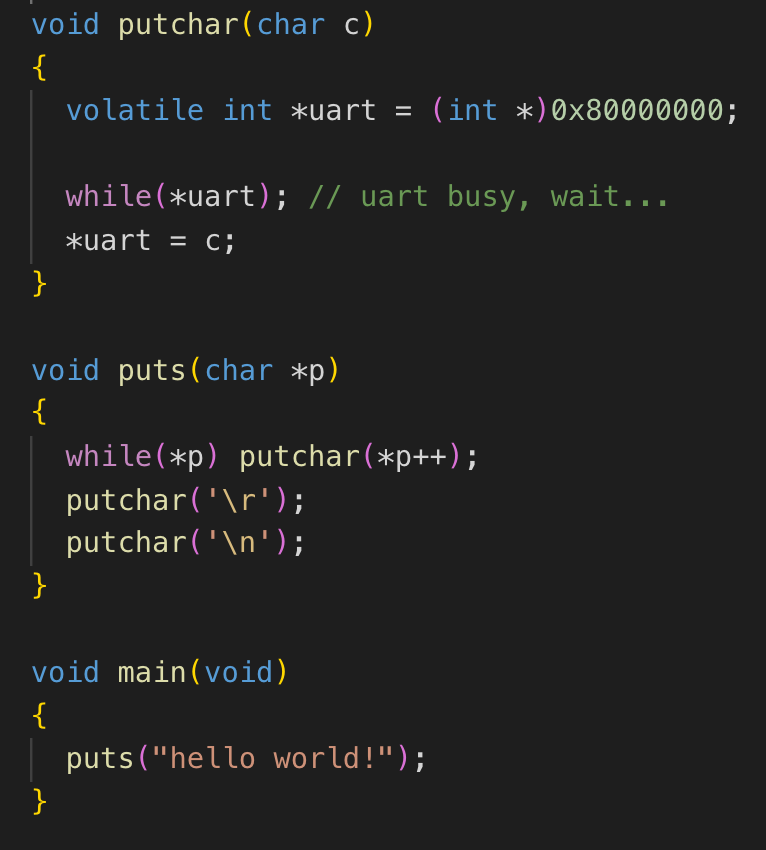 void putchar(char c)
{
  volatile int *uart = (int *)0x80000000;

  while(*uart); // uart busy, wait...
  *uart = c;
}

void puts(char *p)
{
  while(*p) putchar(*p++);
  putchar('\r');
  putchar('\n');
}

void main(void)
{
  puts("hello world!");
}